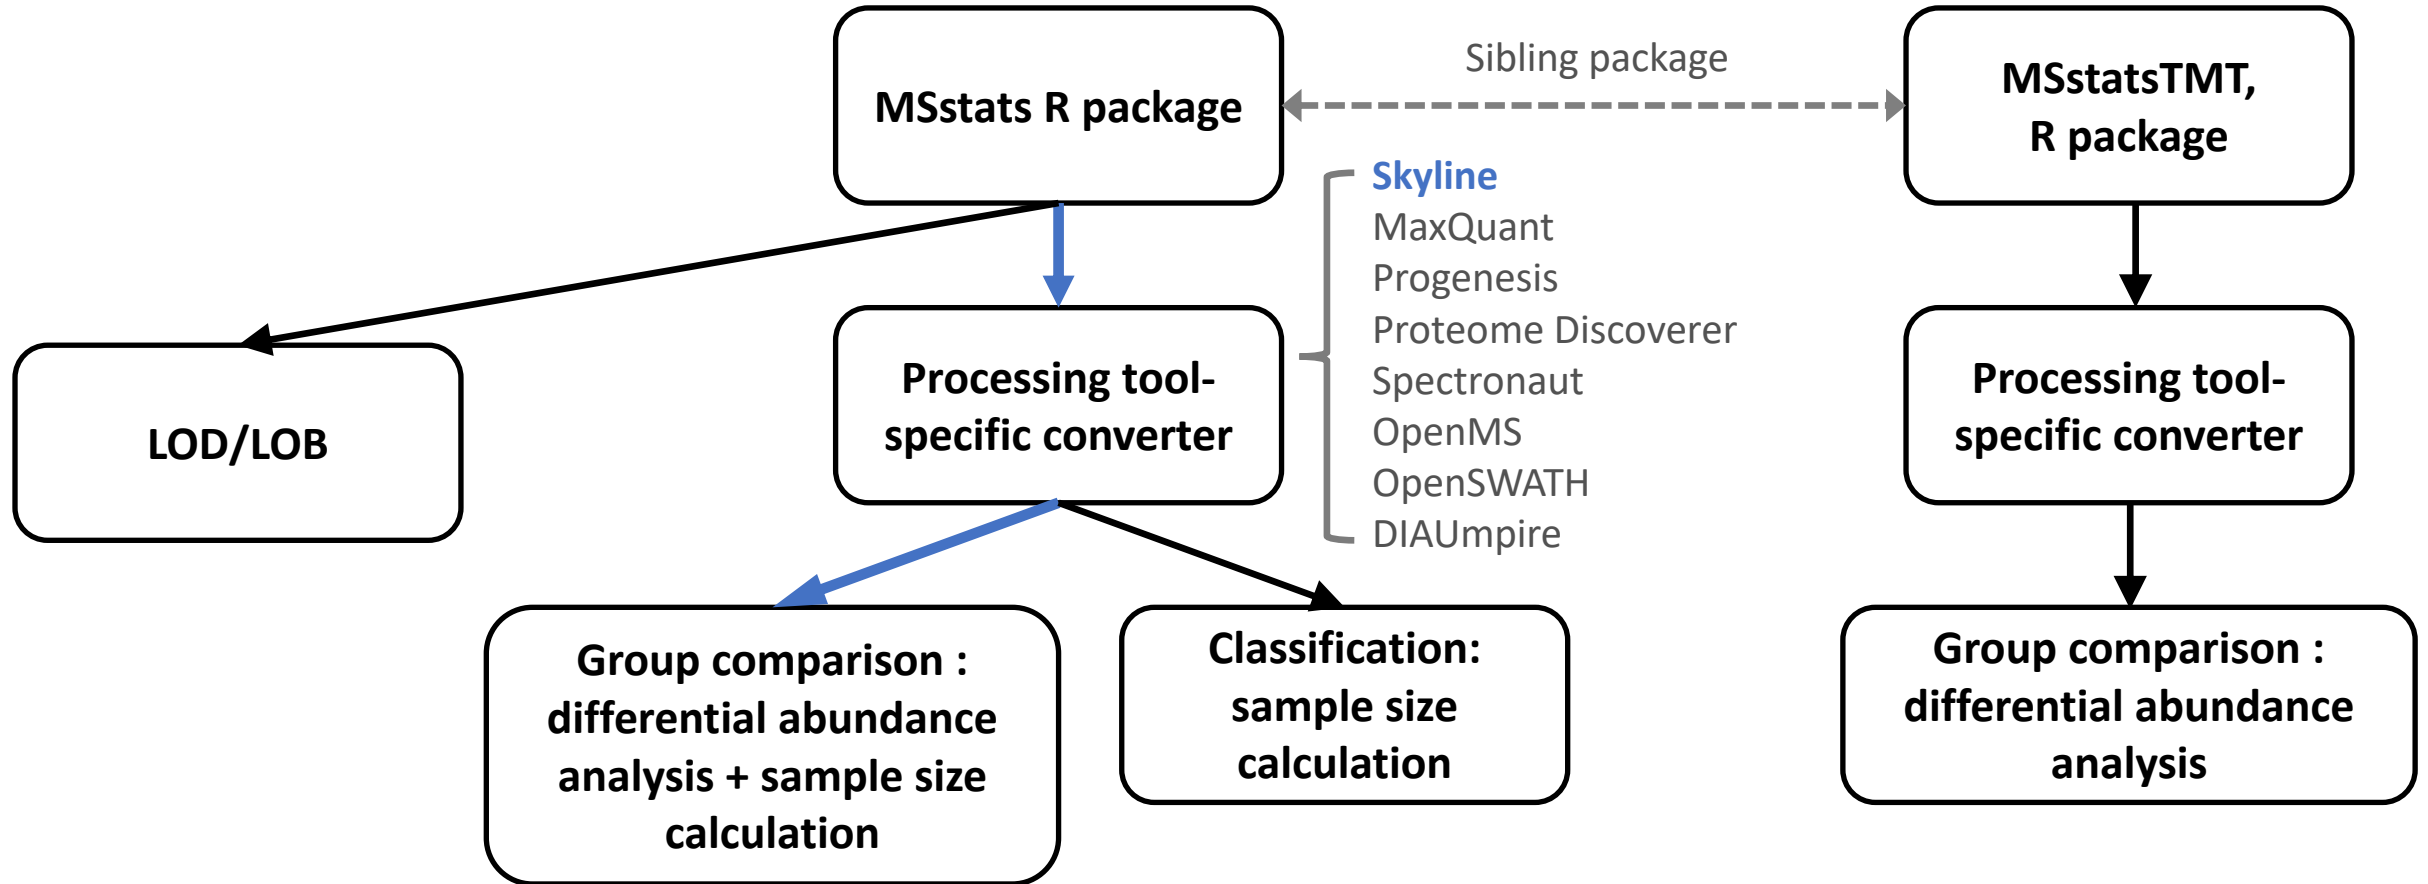 MSstats R package
Sibling package
MSstatsTMT,
R package
Skyline
MaxQuant
Progenesis
Proteome Discoverer
Spectronaut
OpenMS
OpenSWATH
DIAUmpire
LOD/LOB
Processing tool-
specific converter
Processing tool-
specific converter
Group comparison :
differential abundance
analysis + sample size
calculation
Classification:
sample size
calculation
Group comparison :
differential abundance
analysis